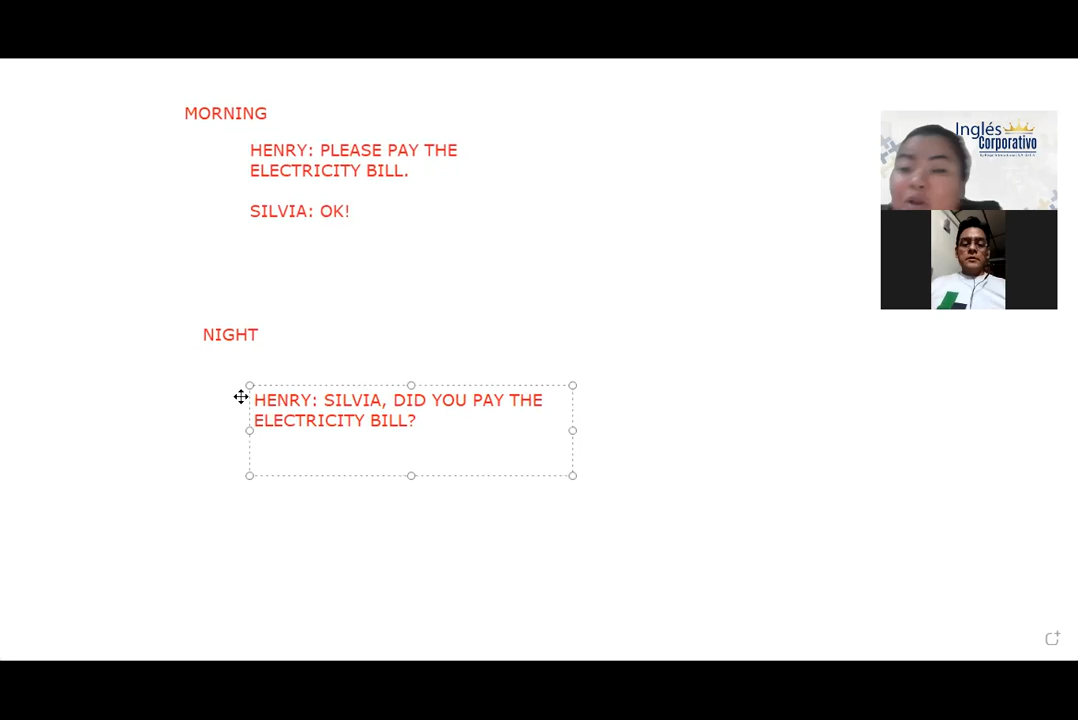 MORNING
HENRY: PLEASE PAY THE
ELECTRICITY BILL.
SILVIA: OK!
NIGHT
HENRY: SILVIA, DID YOU PAY THE
ELECTRICITY BILL?
Inglés
Corporativo